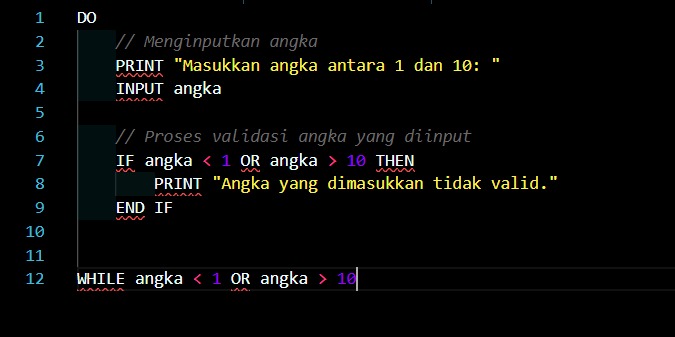 1 DO
2 // Menginputkan angka
3 PRINT "Masukkan angka antara 1 dan 10: "
4 INPUT angka
5
6 // Proses validasi angka yang diinput
7 IF angka < 1 OR angka > 10 THEN
8 PRINT "Angka yang dimasukkan tidak valid."
9 END IF
10
11
12 WHILE angka < 1 OR angka > 10